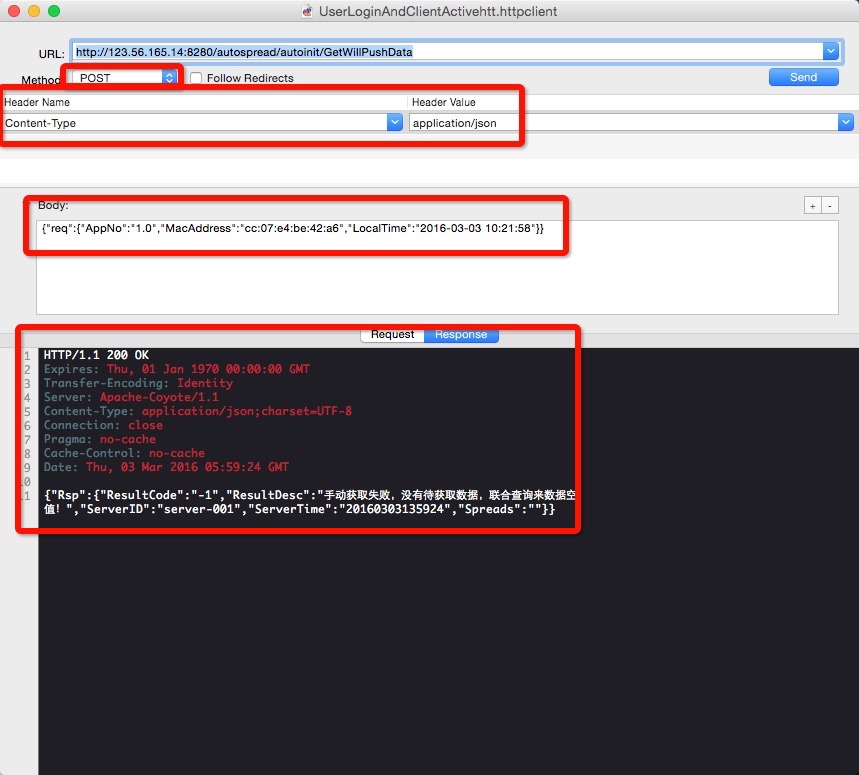 UserLoginAndClientActivehtt.httpclient
URL: http://123.56.165.14:8280/autospread/autoinit/GetWillPushData
Method POST Follow Redirects Send
Header Name Header Value
Content-Type application/json
Body: + -
{"req":{"AppNo":"1.0","MacAddress":"cc:07:e4:be:42:a6","LocalTime":"2016-03-03 10:21:58"}}
Request Response
1 HTTP/1.1 200 OK
2 Expires: Thu, 01 Jan 1970 00:00:00 GMT
3 Transfer-Encoding: Identity
4 Server: Apache-Coyote/1.1
5 Content-Type: application/json;charset=UTF-8
6 Connection: close
7 Pragma: no-cache
8 Cache-Control: no-cache
9 Date: Thu, 03 Mar 2016 05:59:24 GMT
10
11 {"Rsp":{"ResultCode":"-1","ResultDesc":"手动获取失败，没有待获取数据，联合查询来数据空
值！","ServerID":"server-001","ServerTime":"20160303135924","Spreads":""}}